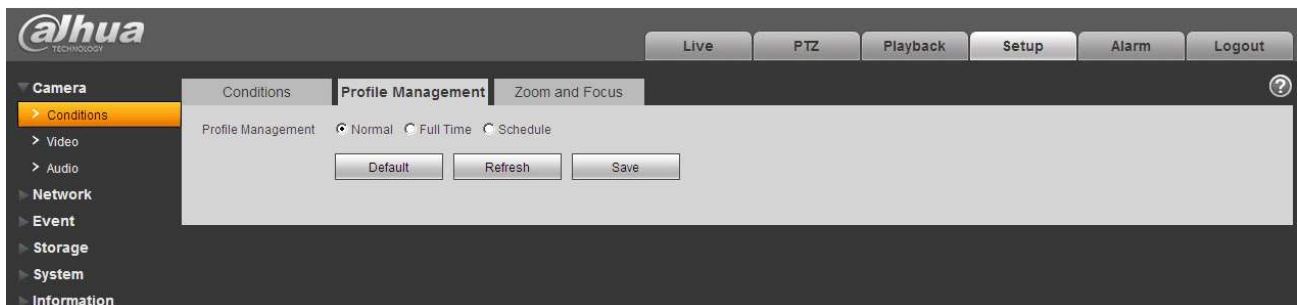 alhua
TECHNOLOGY
Live PTZ Playback Setup Alarm Logout
Camera
Conditions
Video
Audio
Network
Event
Storage
System
Information
Conditions Profile Management Zoom and Focus
?
Profile Management Normal Full Time Schedule
Default Refresh Save